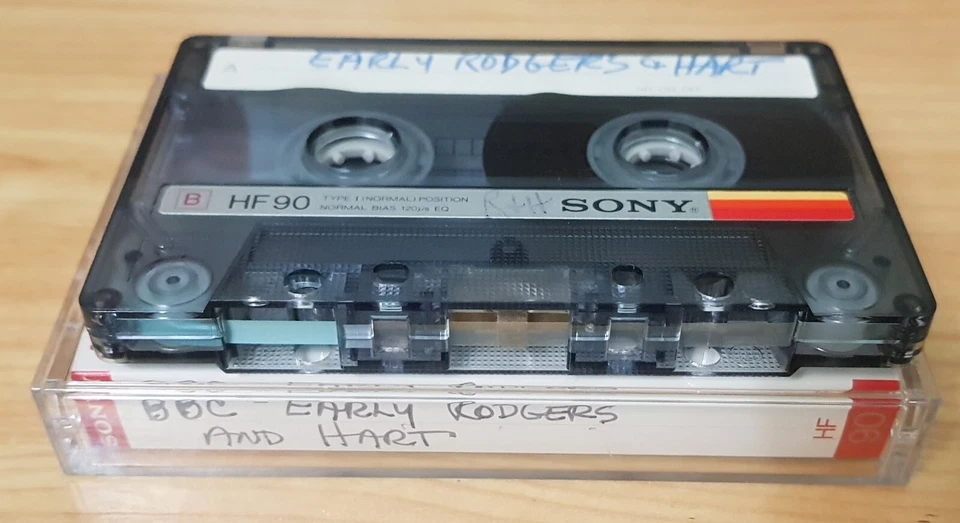 A EARLY RODGERS & HART
B HF90 TYPE I (NORMAL) POSITION
NORMAL BIAS 120µs EQ
SONY
BBC - EARLY RODGERS
AND HART
SON
HF
90